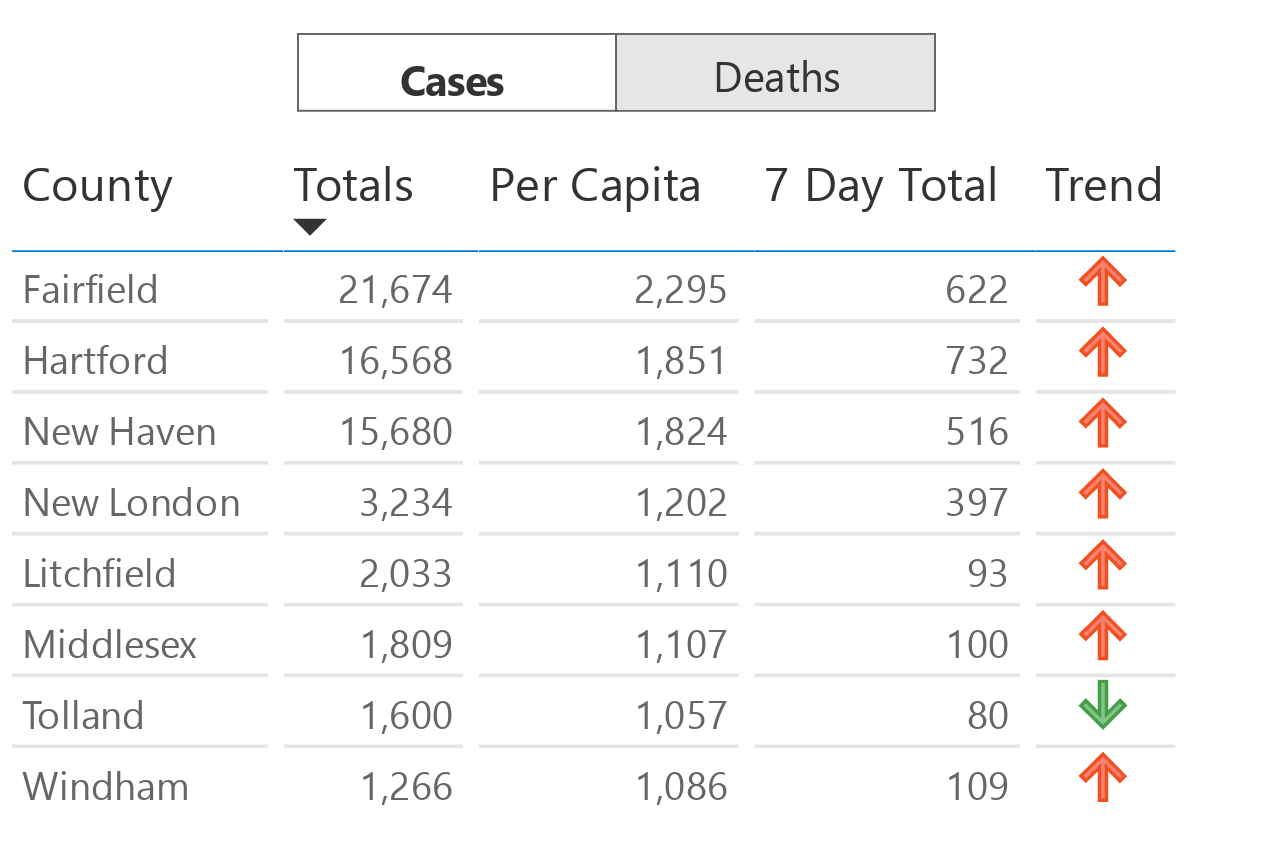 Cases Deaths
County Totals Per Capita 7 Day Total Trend
Fairfield 21,674 2,295 622
Hartford 16,568 1,851 732
New Haven 15,680 1,824 516
New London 3,234 1,202 397
Litchfield 2,033 1,110 93
Middlesex 1,809 1,107 100
Tolland 1,600 1,057 80
Windham 1,266 1,086 109